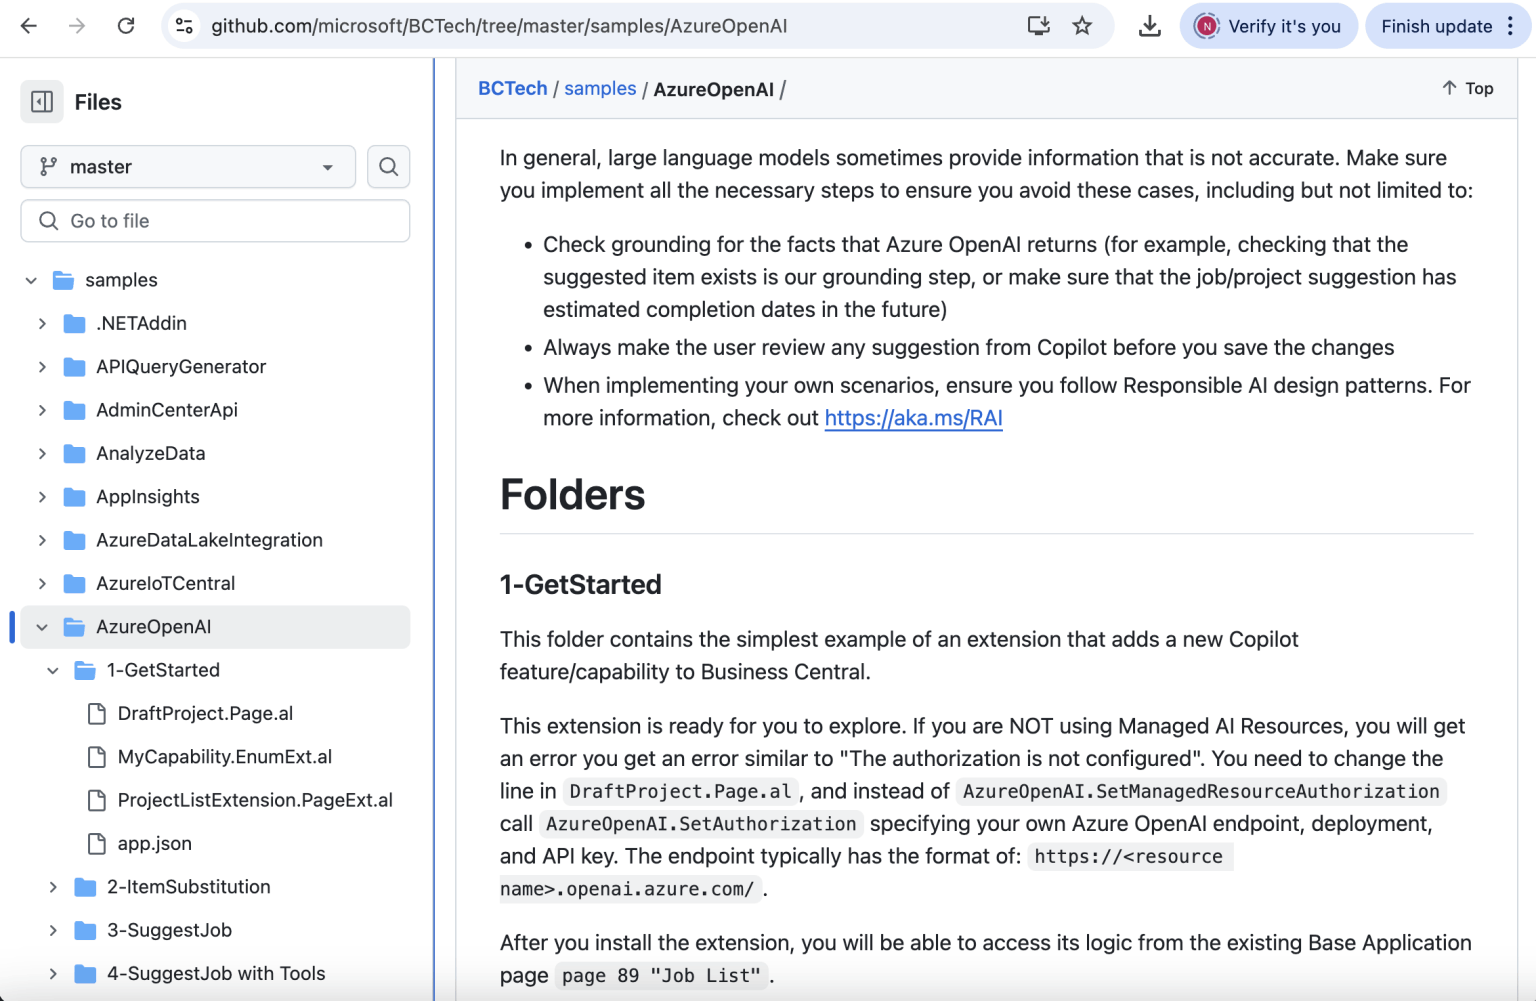 github.com/microsoft/BCTech/tree/master/samples/AzureOpenAI
N
Verify it's you
Finish update
Files
master
Go to file
samples
.NETAddin
APIQueryGenerator
AdminCenterApi
AnalyzeData
AppInsights
AzureDataLakeIntegration
AzureIoTCentral
AzureOpenAI
1-GetStarted
DraftProject.Page.al
MyCapability.EnumExt.al
ProjectListExtension.PageExt.al
app.json
2-ItemSubstitution
3-SuggestJob
4-SuggestJob with Tools
BCTech / samples / AzureOpenAI /
Top
In general, large language models sometimes provide information that is not accurate. Make sure
you implement all the necessary steps to ensure you avoid these cases, including but not limited to:
• Check grounding for the facts that Azure OpenAI returns (for example, checking that the
suggested item exists is our grounding step, or make sure that the job/project suggestion has
estimated completion dates in the future)
• Always make the user review any suggestion from Copilot before you save the changes
• When implementing your own scenarios, ensure you follow Responsible AI design patterns. For
more information, check out https://aka.ms/RAI
Folders
1-GetStarted
This folder contains the simplest example of an extension that adds a new Copilot
feature/capability to Business Central.
This extension is ready for you to explore. If you are NOT using Managed AI Resources, you will get
an error you get an error similar to "The authorization is not configured". You need to change the
line in DraftProject.Page.al, and instead of AzureOpenAI.SetManagedResourceAuthorization
call AzureOpenAI.SetAuthorization specifying your own Azure OpenAI endpoint, deployment,
and API key. The endpoint typically has the format of: https://<resource
name>.openai.azure.com/.
After you install the extension, you will be able to access its logic from the existing Base Application
page page 89 "Job List".